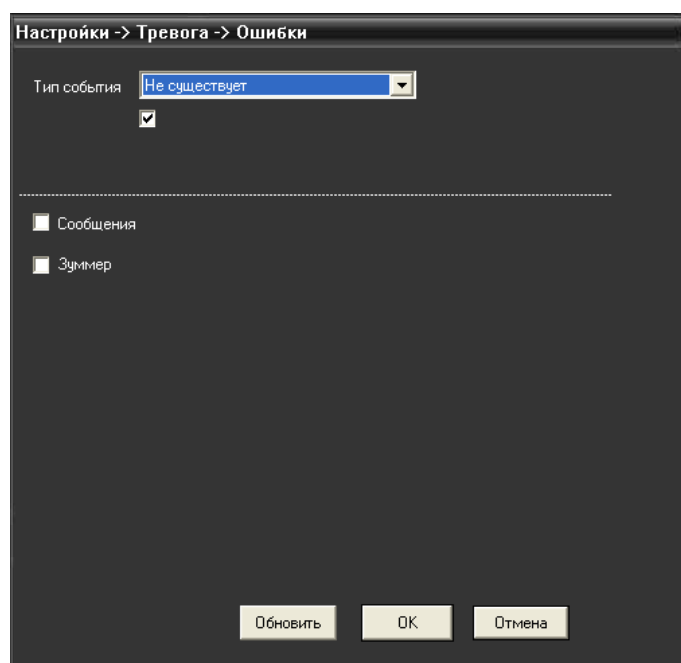 Настройки -> Тревога -> Ошибки
Тип события Не существует
Сообщения
Зуммер
Обновить OK Отмена